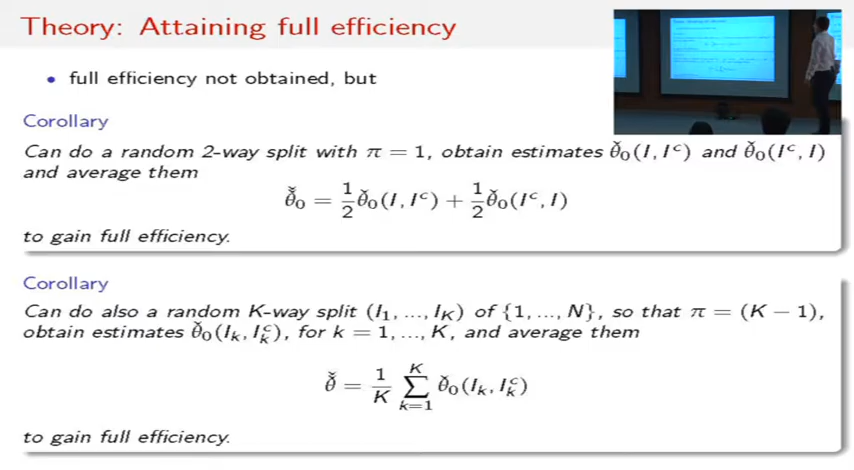 Theory: Attaining full efficiency
• full efficiency not obtained, but
Corollary
Can do a random 2-way split with π = 1, obtain estimates θ̌₀(I, Iᶜ) and θ̌₀(Iᶜ, I)
and average them
θ̌̌₀ = 1/2 θ̌₀(I, Iᶜ) + 1/2 θ̌₀(Iᶜ, I)
to gain full efficiency.
Corollary
Can do also a random K-way split (I₁, ..., I_K) of {1, ..., N}, so that π = (K − 1),
obtain estimates θ̌₀(I_k, I_kᶜ), for k = 1, ..., K, and average them
θ̌̌ = 1/K ∑_{k=1}^{K} θ̌₀(I_k, I_kᶜ)
to gain full efficiency.